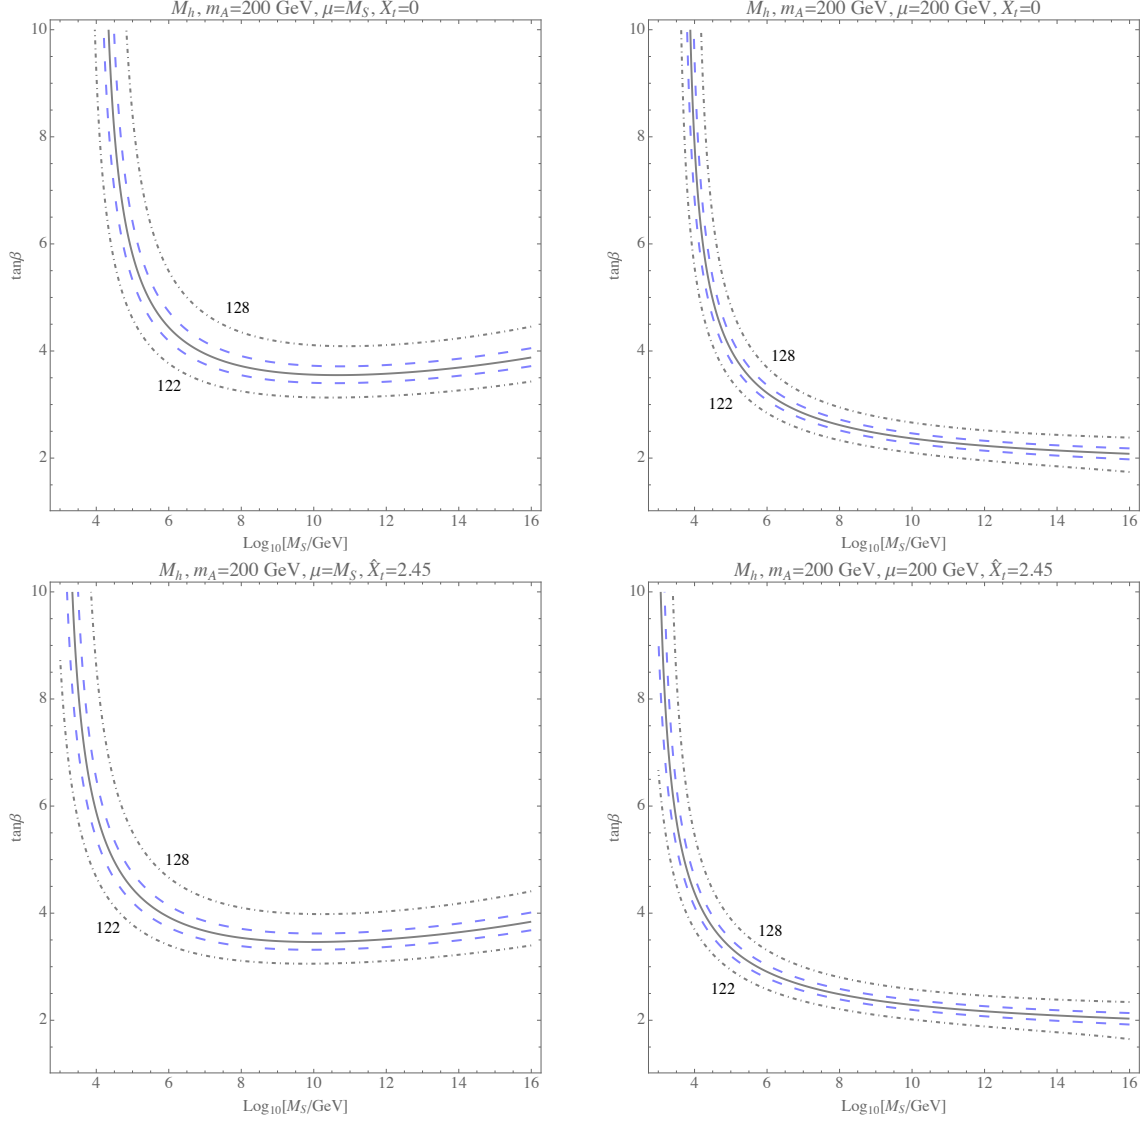 M_h, m_A=200 GeV, μ=M_S, X_t=0
10
8
6
4
2
tanβ
128
122
4 6 8 10 12 14 16
Log₁₀[M_S/GeV]
M_h, m_A=200 GeV, μ=200 GeV, X_t=0
10
8
6
4
2
tanβ
128
122
4 6 8 10 12 14 16
Log₁₀[M_S/GeV]
M_h, m_A=200 GeV, μ=M_S, X̂_t=2.45
10
8
6
4
2
tanβ
128
122
4 6 8 10 12 14 16
Log₁₀[M_S/GeV]
M_h, m_A=200 GeV, μ=200 GeV, X̂_t=2.45
10
8
6
4
2
tanβ
128
122
4 6 8 10 12 14 16
Log₁₀[M_S/GeV]